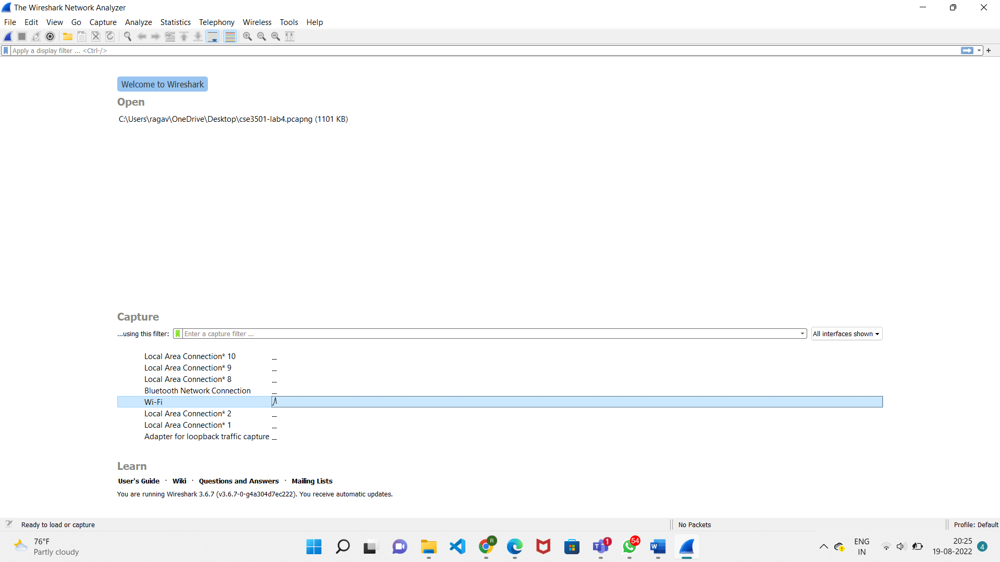 The Wireshark Network Analyzer
File Edit View Go Capture Analyze Statistics Telephony Wireless Tools Help
Apply a display filter ... <Ctrl-/>
+
Welcome to Wireshark
Open
C:\Users\ragav\OneDrive\Desktop\cse3501-lab4.pcapng (1101 KB)
Capture
...using this filter: Enter a capture filter ... All interfaces shown
Local Area Connection* 10
Local Area Connection* 9
Local Area Connection* 8
Bluetooth Network Connection
Wi-Fi
Local Area Connection* 2
Local Area Connection* 1
Adapter for loopback traffic capture
Learn
User's Guide · Wiki · Questions and Answers · Mailing Lists
You are running Wireshark 3.6.7 (v3.6.7-0-g4a304d7ec222). You receive automatic updates.
Ready to load or capture No Packets Profile: Default
76°F
Partly cloudy
R
T
1
54
W
ENG
IN
20:25
19-08-2022
4